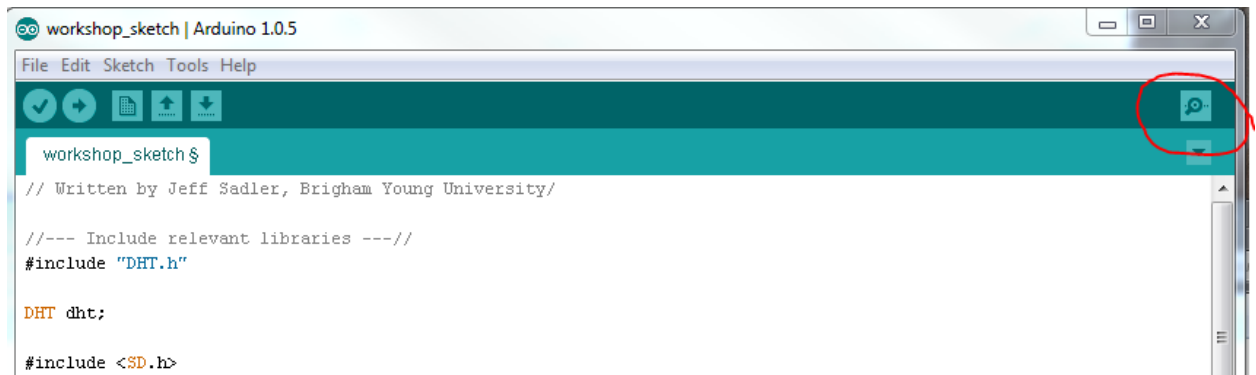 workshop_sketch | Arduino 1.0.5
File Edit Sketch Tools Help
workshop_sketch §
// Written by Jeff Sadler, Brigham Young University/
//--- Include relevant libraries ---//
#include "DHT.h"
DHT dht;
#include <SD.h>